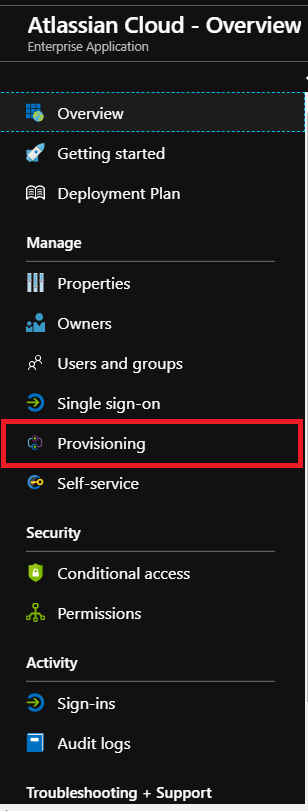 Atlassian Cloud - Overview
Enterprise Application
Overview
Getting started
Deployment Plan
Manage
Properties
Owners
Users and groups
Single sign-on
Provisioning
Self-service
Security
Conditional access
Permissions
Activity
Sign-ins
Audit logs
Troubleshooting + Support